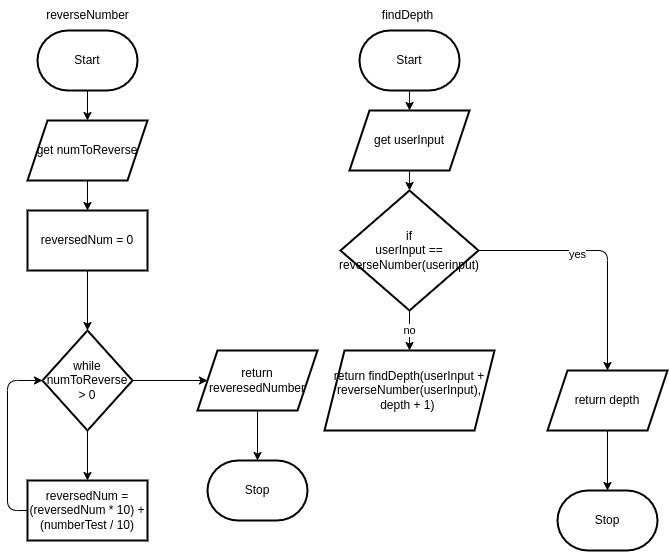 reverseNumber
Start
get numToReverse
reversedNum = 0
while
numToReverse
> 0
reversedNum =
(reversedNum * 10) +
(numberTest / 10)
return
reveresedNumber
Stop
findDepth
Start
get userInput
if
userInput ==
reverseNumber(userinput)
yes
no
return findDepth(userInput +
reverseNumber(userInput),
depth + 1)
return depth
Stop